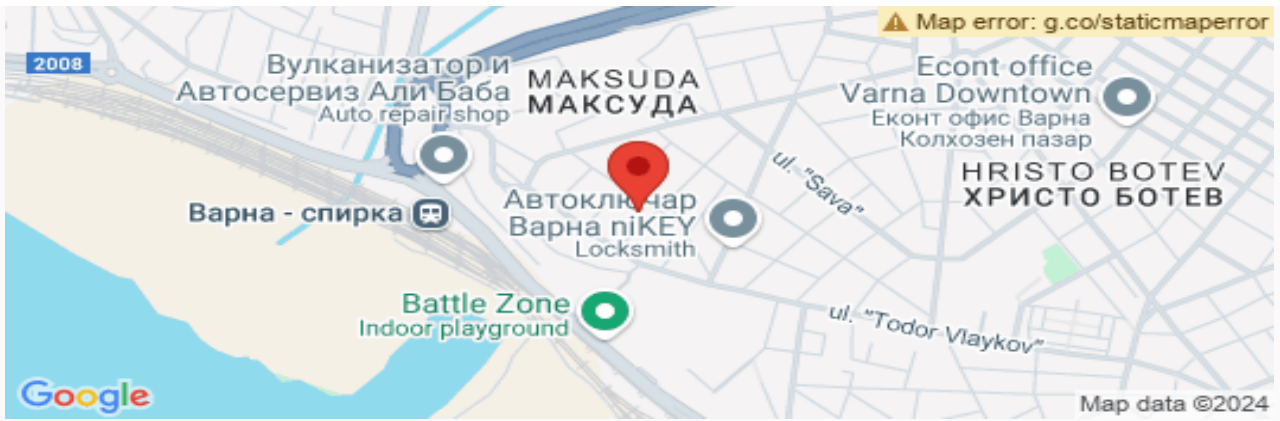 Map error: g.co/staticmaperror
2008
Вулканизатор и
Автосервиз Али Баба
Auto repair shop
MAKSUDA
МАКСУДА
Econt office
Varna Downtown
Еконт офис Варна
Колхозен пазар
HRISTO BOTEV
ХРИСТО БОТЕВ
ul. "Sava"
Варна - спирка
Автоключар
Варна niKEY
Locksmith
Battle Zone
Indoor playground
ul. "Todor Vlaykov"
Google
Map data ©2024